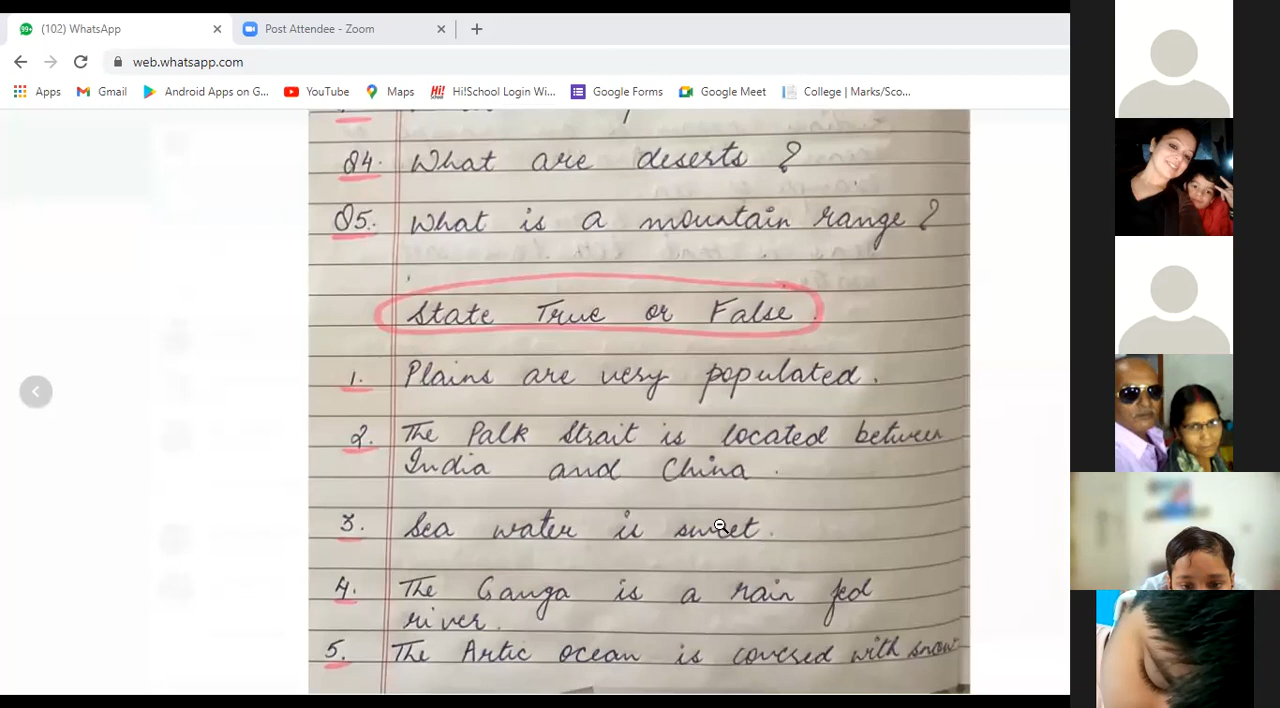 (102) WhatsApp
Post Attendee - Zoom
web.whatsapp.com
Apps
Gmail
Android Apps on G...
YouTube
Maps
Hi!School Login Wi...
Google Forms
Google Meet
College | Marks/Sco...
Q4. What are deserts ?
Q5. What is a mountain range ?
State True or False.
1. Plains are very populated.
2. The Palk Strait is located between
India and China.
3. Sea water is sweet.
4. The Ganga is a rain fed
river.
5. The Artic ocean is covered with snow